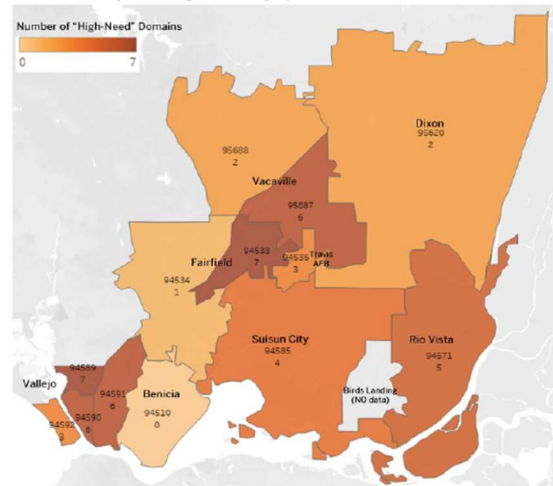 Number of "High-Need" Domains
0 7
Dixon
95620
2
95688
2
Vacaville
95687
6
94533
7
94535
3
Travis
AFB
Fairfield
94534
1
Suisun City
94585
4
Rio Vista
94571
5
94589
7
Vallejo
94591
6
Benicia
94510
0
Birds Landing
(NO data)
94590
6
94592
3